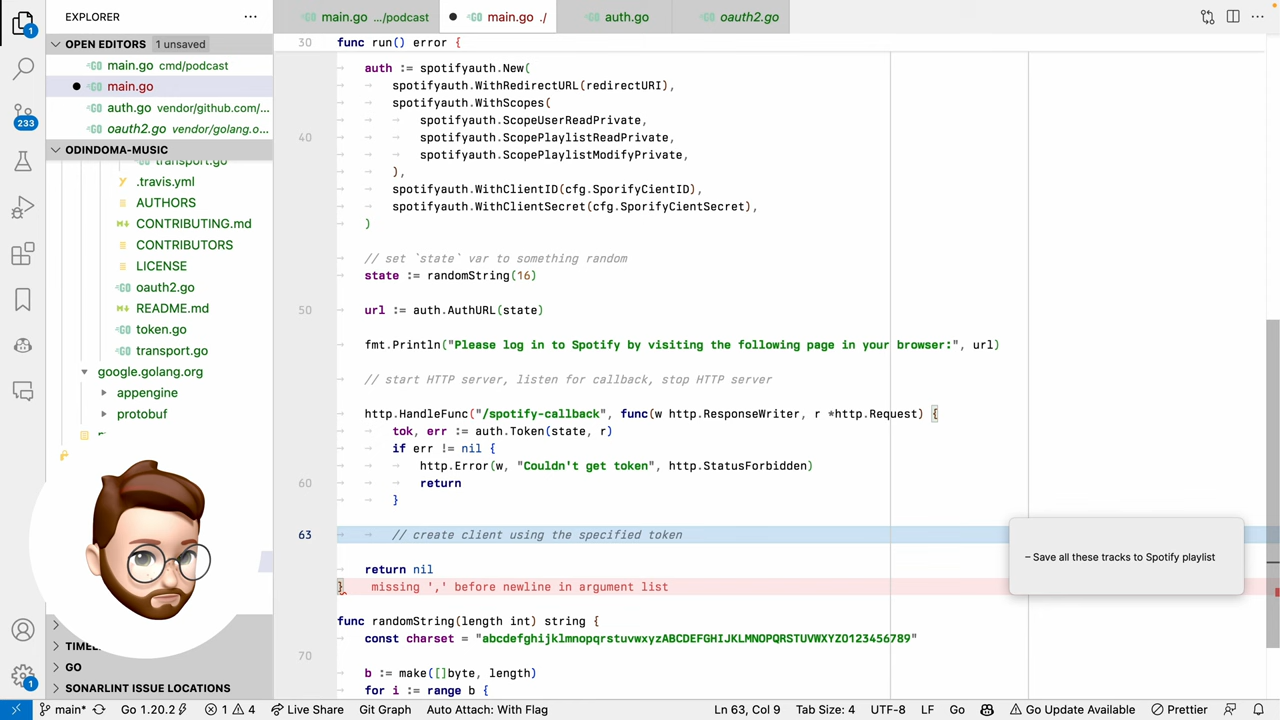 EXPLORER
main.go .../podcast
main.go ./
auth.go
oauth2.go
1
OPEN EDITORS 1 unsaved
main.go cmd/podcast
main.go
auth.go vendor/github.com/...
oauth2.go vendor/golang.o...
233
ODINDOMA-MUSIC
transport.go
.travis.yml
AUTHORS
CONTRIBUTING.md
CONTRIBUTORS
LICENSE
oauth2.go
README.md
token.go
transport.go
google.golang.org
appengine
protobuf
GO
SONARLINT ISSUE LOCATIONS
1
30 func run() error {
auth := spotifyauth.New(
spotifyauth.WithRedirectURL(redirectURI),
spotifyauth.WithScopes(
spotifyauth.ScopeUserReadPrivate,
40 spotifyauth.ScopePlaylistReadPrivate,
spotifyauth.ScopePlaylistModifyPrivate,
),
spotifyauth.WithClientID(cfg.SporifyCientID),
spotifyauth.WithClientSecret(cfg.SporifyCientSecret),
)
// set `state` var to something random
state := randomString(16)
50 url := auth.AuthURL(state)
fmt.Println("Please log in to Spotify by visiting the following page in your browser:", url)
// start HTTP server, listen for callback, stop HTTP server
http.HandleFunc("/spotify-callback", func(w http.ResponseWriter, r *http.Request) {
tok, err := auth.Token(state, r)
if err != nil {
http.Error(w, "Couldn't get token", http.StatusForbidden)
60 return
}
63 // create client using the specified token
return nil
} missing ',' before newline in argument list
func randomString(length int) string {
const charset = "abcdefghijklmnopqrstuvwxyzABCDEFGHIJKLMNOPQRSTUVWXYZ0123456789"
70
b := make([]byte, length)
for i := range b {
– Save all these tracks to Spotify playlist
main* Go 1.20.2 1 4 Live Share Git Graph Auto Attach: With Flag Ln 63, Col 9 Tab Size: 4 UTF-8 LF Go Go Update Available Prettier